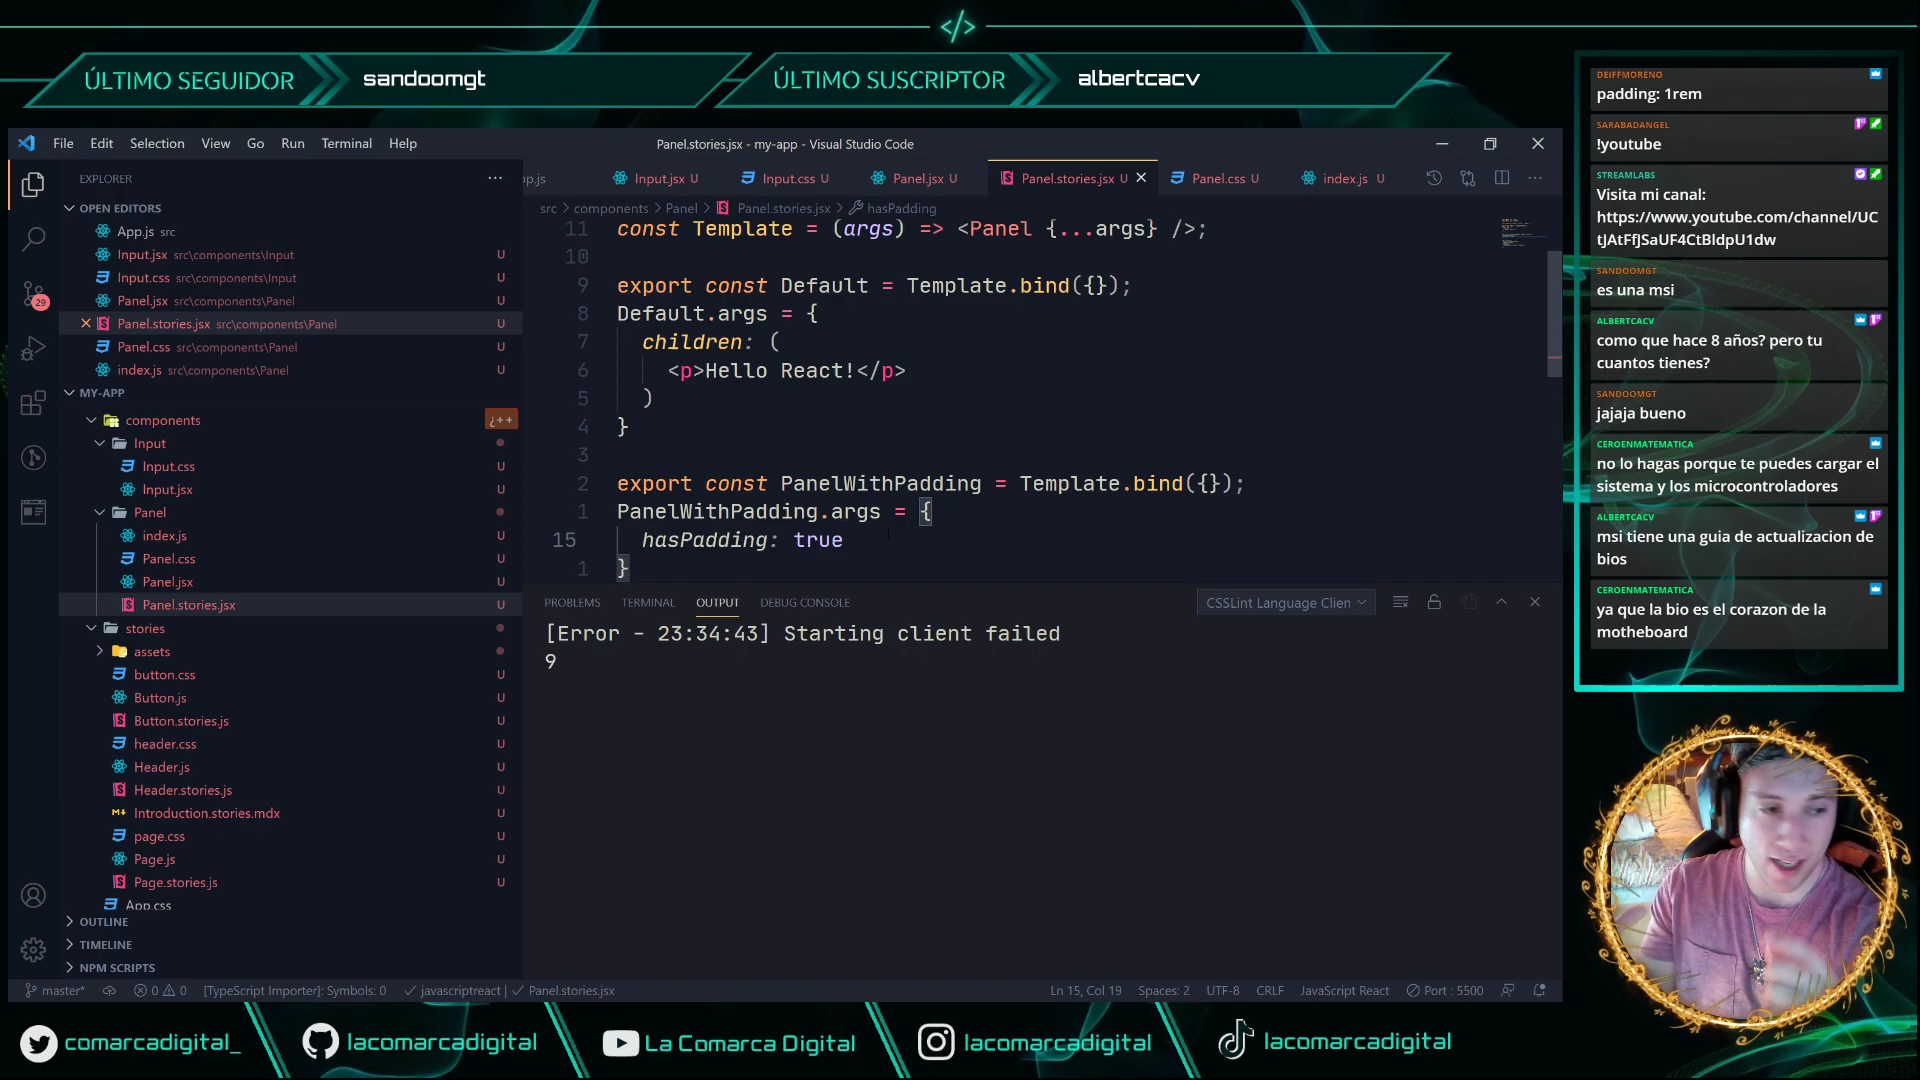 </>
ÚLTIMO SEGUIDOR
sandoomgt
ÚLTIMO SUSCRIPTOR
albertcacv
File Edit Selection View Go Run Terminal Help
Panel.stories.jsx - my-app - Visual Studio Code
EXPLORER
OPEN EDITORS
App.js src
Input.jsx src\components\Input U
Input.css src\components\Input U
Panel.jsx src\components\Panel U
Panel.stories.jsx src\components\Panel U
Panel.css src\components\Panel U
index.js src\components\Panel U
MY-APP
components ¿++
Input
Input.css U
Input.jsx U
Panel
index.js U
Panel.css U
Panel.jsx U
Panel.stories.jsx U
stories
assets
button.css U
Button.js U
Button.stories.js U
header.css U
Header.js U
Header.stories.js U
Introduction.stories.mdx U
page.css U
Page.js U
Page.stories.js U
App.css
OUTLINE
TIMELINE
NPM SCRIPTS
29
pp.js
Input.jsx U
Input.css U
Panel.jsx U
Panel.stories.jsx U
Panel.css U
index.js U
src > components > Panel > Panel.stories.jsx > hasPadding
11 const Template = (args) => <Panel {...args} />;
10
9 export const Default = Template.bind({});
8 Default.args = {
7 children: (
6 <p>Hello React!</p>
5 )
4 }
3
2 export const PanelWithPadding = Template.bind({});
1 PanelWithPadding.args = {
15 hasPadding: true
1 }
PROBLEMS TERMINAL OUTPUT DEBUG CONSOLE
CSSLint Language Clien
[Error - 23:34:43] Starting client failed
9
master* 0 0 [TypeScript Importer]: Symbols: 0 javascriptreact | Panel.stories.jsx
Ln 15, Col 19 Spaces: 2 UTF-8 CRLF JavaScript React Port : 5500
DEIFFMORENO
padding: 1rem
SARABADANGEL
!youtube
STREAMLABS
Visita mi canal:
https://www.youtube.com/channel/UC
tJAtFfJSaUF4CtBldpU1dw
SANDOOMGT
es una msi
ALBERTCACV
como que hace 8 años? pero tu
cuantos tienes?
SANDOOMGT
jajaja bueno
CEROENMATEMATICA
no lo hagas porque te puedes cargar el
sistema y los microcontroladores
ALBERTCACV
msi tiene una guia de actualizacion de
bios
CEROENMATEMATICA
ya que la bio es el corazon de la
motheboard
comarcadigital_
lacomarcadigital
La Comarca Digital
lacomarcadigital
lacomarcadigital